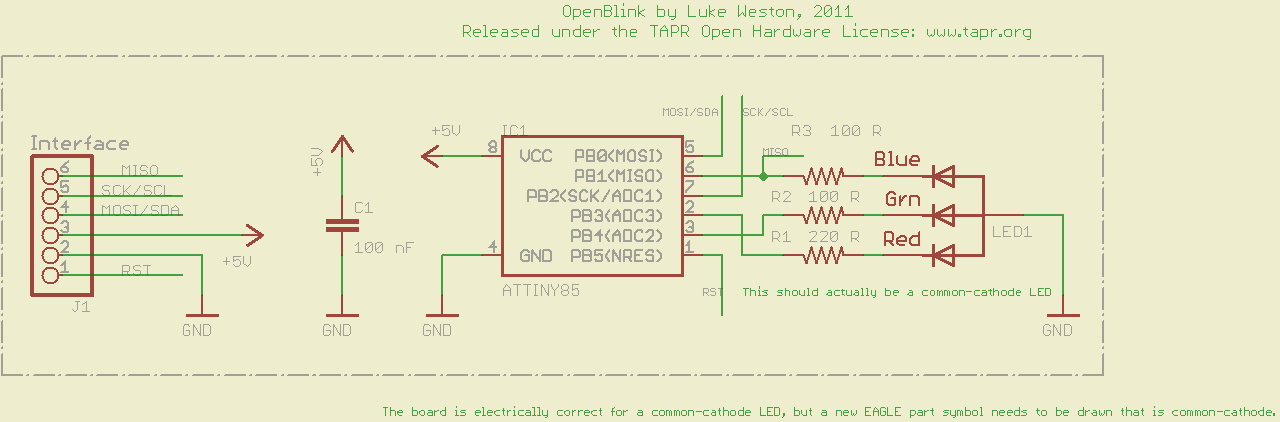 OpenBlink by Luke Weston, 2011
Released under the TAPR Open Hardware License: www.tapr.org
Interface
6 MISO
5 SCK/SCL
4 MOSI/SDA
3
+5V
2
1 RST
J1
GND
+5V
C1
100 nF
GND
+5V
IC1
8 VCC PB0(MOSI) 5
PB1(MISO) 6
PB2(SCK/ADC1) 7
PB3(ADC3) 2
PB4(ADC2) 3
4 GND PB5(NRES) 1
ATTINY85
GND
MOSI/SDA SCK/SCL
MISO
RST
R3 100 R
Blue
R2 100 R
Grn
R1 220 R
Red
LED1
This should actually be a common-cathode LED
GND
The board is electrically correct for a common-cathode LED, but a new EAGLE part symbol needs to be drawn that is common-cathode.